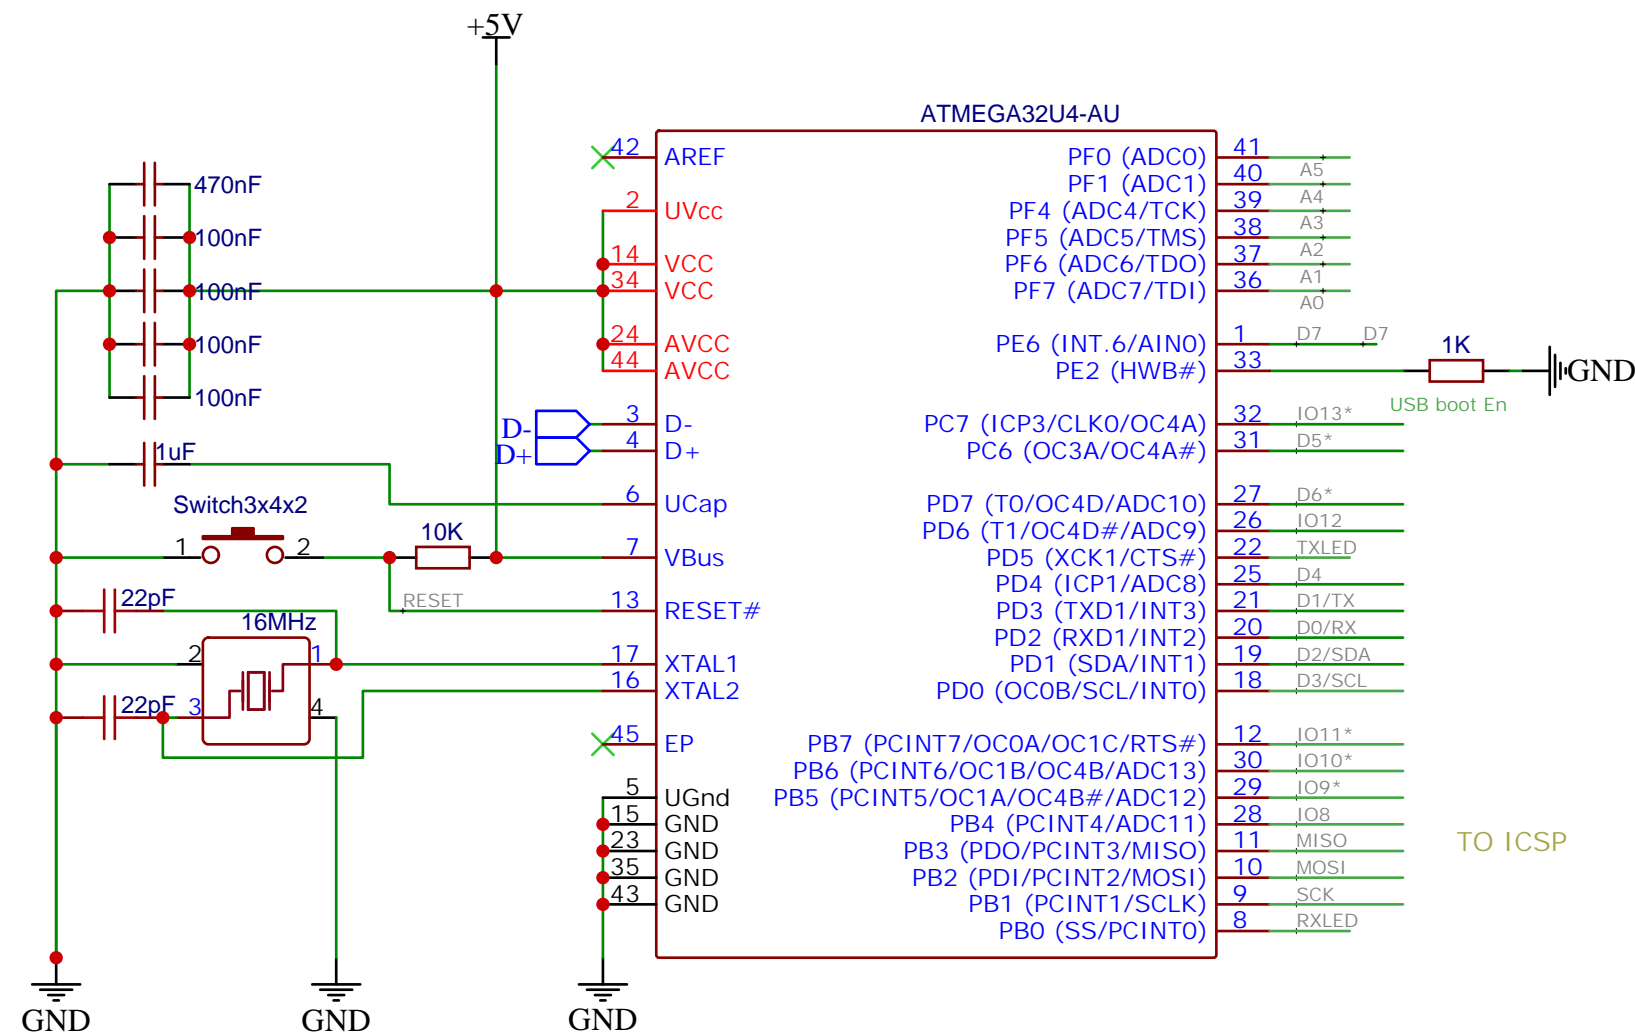 +5V
ATMEGA32U4-AU
470nF
100nF
100nF
100nF
100nF
1uF
Switch3x4x2
1 2
10K
RESET
22pF
16MHz
2 1
22pF 3 4
GND
GND
GND
D-
D+
42 AREF
2 UVcc
14 VCC
34 VCC
24 AVCC
44 AVCC
3 D-
4 D+
6 UCap
7 VBus
13 RESET#
17 XTAL1
16 XTAL2
45 EP
5 UGnd
15 GND
23 GND
35 GND
43 GND
PF0 (ADC0) 41 A5
PF1 (ADC1) 40 A4
PF4 (ADC4/TCK) 39 A3
PF5 (ADC5/TMS) 38 A2
PF6 (ADC6/TDO) 37 A1
PF7 (ADC7/TDI) 36 A0
PE6 (INT.6/AIN0) 1 D7 D7
PE2 (HWB#) 33
1K
GND
USB boot En
PC7 (ICP3/CLK0/OC4A) 32 IO13*
PC6 (OC3A/OC4A#) 31 D5*
PD7 (T0/OC4D/ADC10) 27 D6*
PD6 (T1/OC4D#/ADC9) 26 IO12
PD5 (XCK1/CTS#) 22 TXLED
PD4 (ICP1/ADC8) 25 D4
PD3 (TXD1/INT3) 21 D1/TX
PD2 (RXD1/INT2) 20 D0/RX
PD1 (SDA/INT1) 19 D2/SDA
PD0 (OC0B/SCL/INT0) 18 D3/SCL
PB7 (PCINT7/OC0A/OC1C/RTS#) 12 IO11*
PB6 (PCINT6/OC1B/OC4B/ADC13) 30 IO10*
PB5 (PCINT5/OC1A/OC4B#/ADC12) 29 IO9*
PB4 (PCINT4/ADC11) 28 IO8
PB3 (PDO/PCINT3/MISO) 11 MISO
PB2 (PDI/PCINT2/MOSI) 10 MOSI
PB1 (PCINT1/SCLK) 9 SCK
PB0 (SS/PCINT0) 8 RXLED
TO ICSP